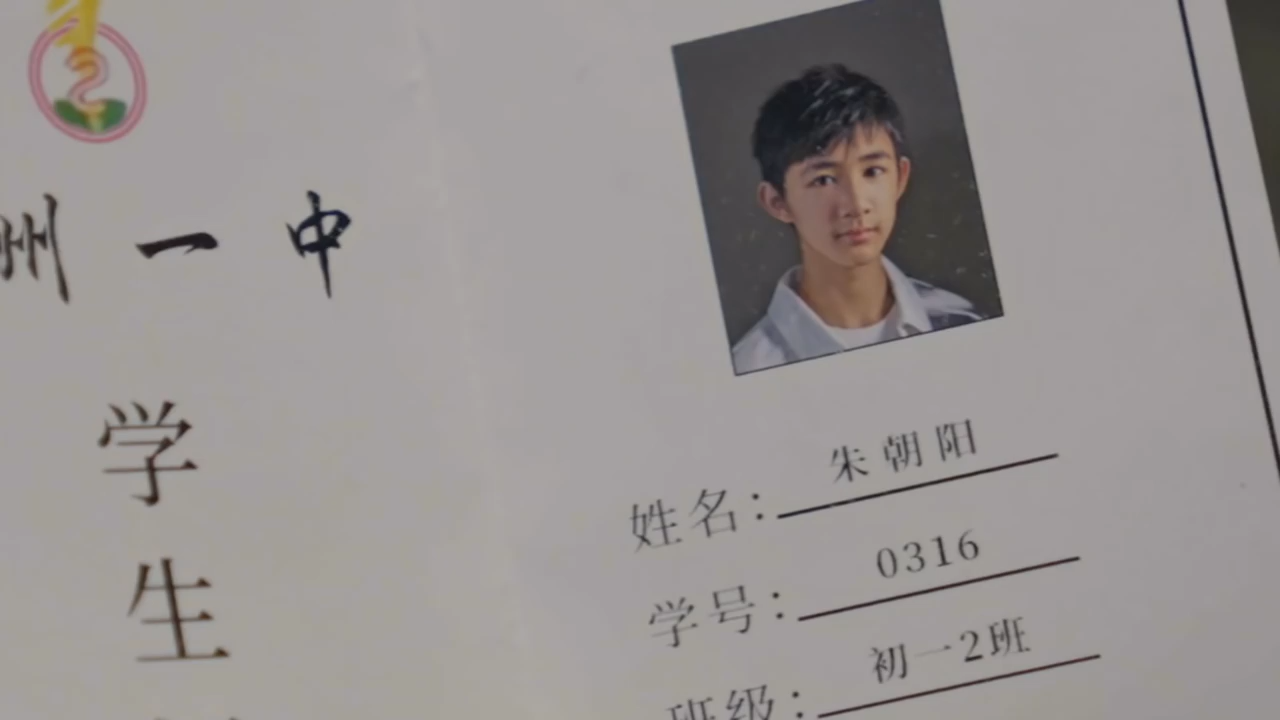 州一中
学
生
姓名：朱朝阳
学号：0316
班级：初一2班